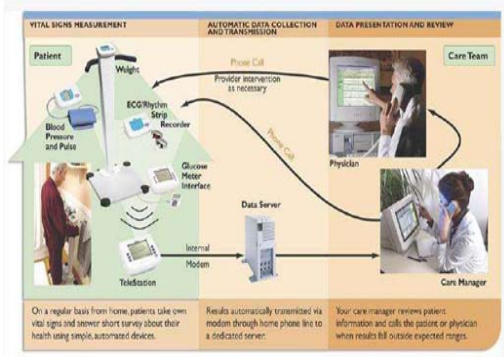 VITAL SIGNS MEASUREMENT
AUTOMATIC DATA COLLECTION
AND TRANSMISSION
DATA PRESENTATION AND REVIEW
Patient
Care Team
Weight
Phone Call
Provider intervention
as necessary
ECG/Rhythm
Strip
Recorder
Blood
Pressure
and Pulse
Phone Call
Physician
Glucose
Meter
Interface
Data Server
Internal
Modem
TeleStation
Care Manager
On a regular basis from home, patients take own
vital signs and answer short survey about their
health using simple, automated devices.
Results automatically transmitted via
modem through home phone line to
a dedicated server.
Your care manager reviews patient
information and calls the patient or physician
when results fall outside expected ranges.